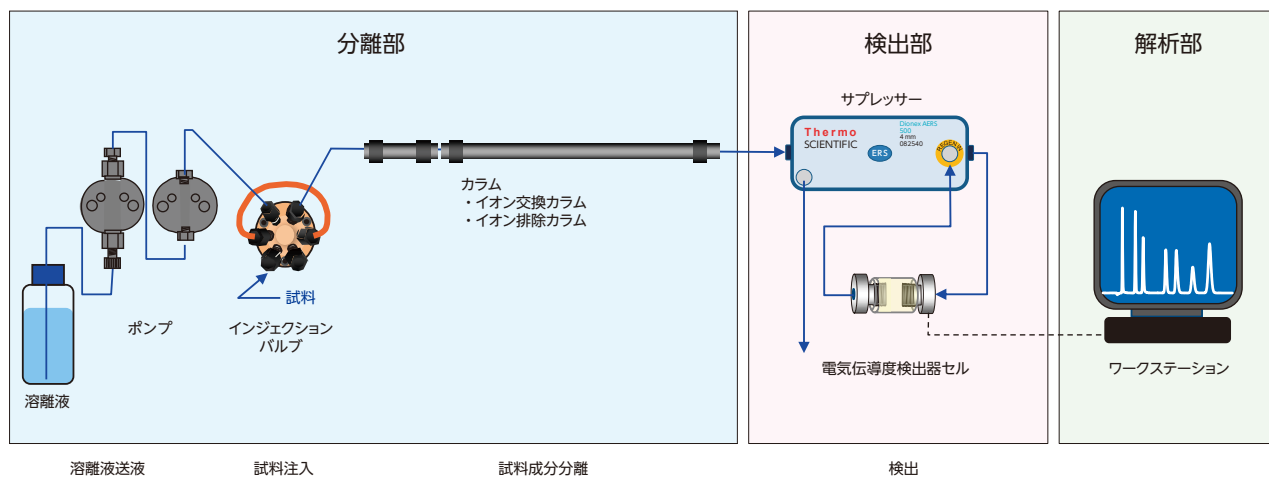 分離部
検出部
解析部
サプレッサー
Thermo
SCIENTIFIC
Dionex AERS
500
4 mm
082540
ERS
REGEN IN
カラム
・イオン交換カラム
・イオン排除カラム
試料
ポンプ
インジェクション
バルブ
溶離液
電気伝導度検出器セル
ワークステーション
溶離液送液
試料注入
試料成分分離
検出